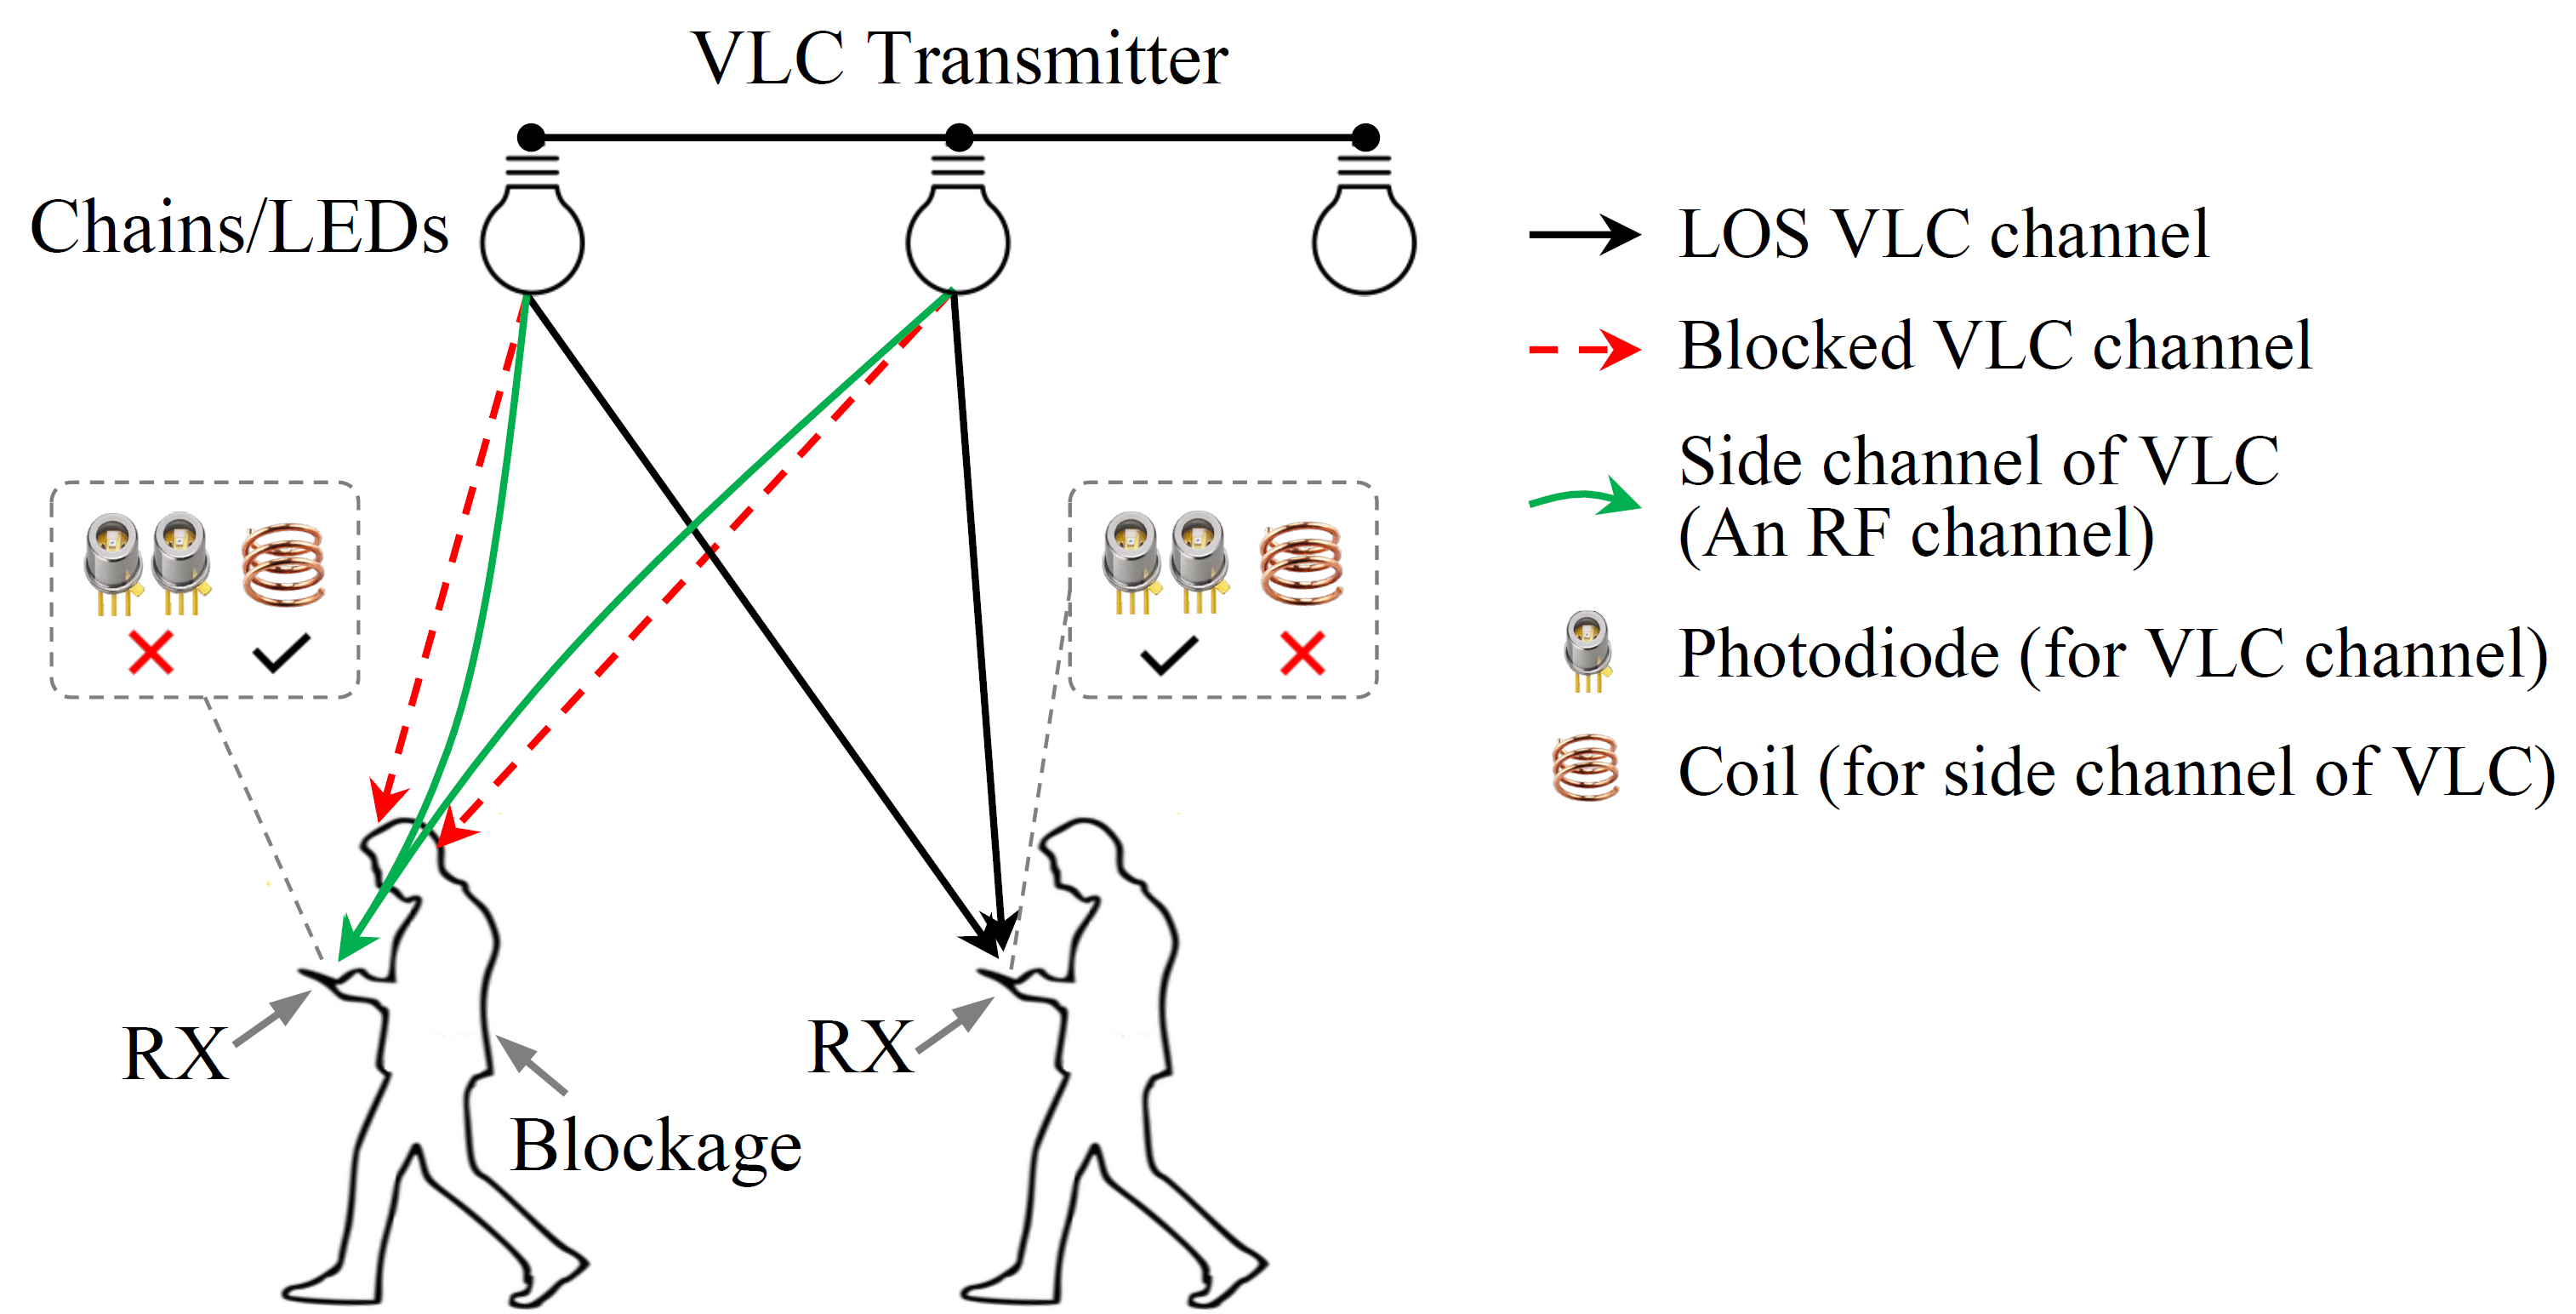 VLC Transmitter
Chains/LEDs
LOS VLC channel
Blocked VLC channel
Side channel of VLC
(An RF channel)
Photodiode (for VLC channel)
Coil (for side channel of VLC)
RX
RX
Blockage